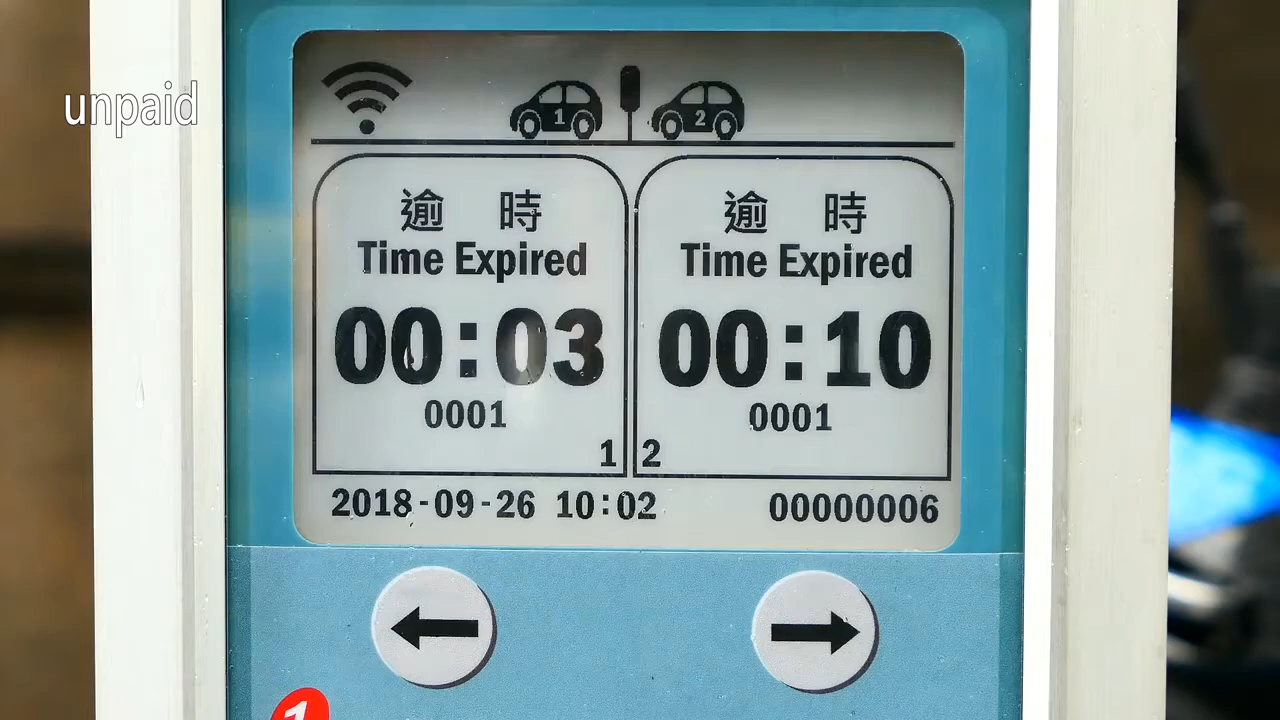 unpaid
1 2
逾 時
Time Expired
00:03
0001
1
逾 時
Time Expired
00:10
0001
2
2018-09-26 10:02 00000006
1